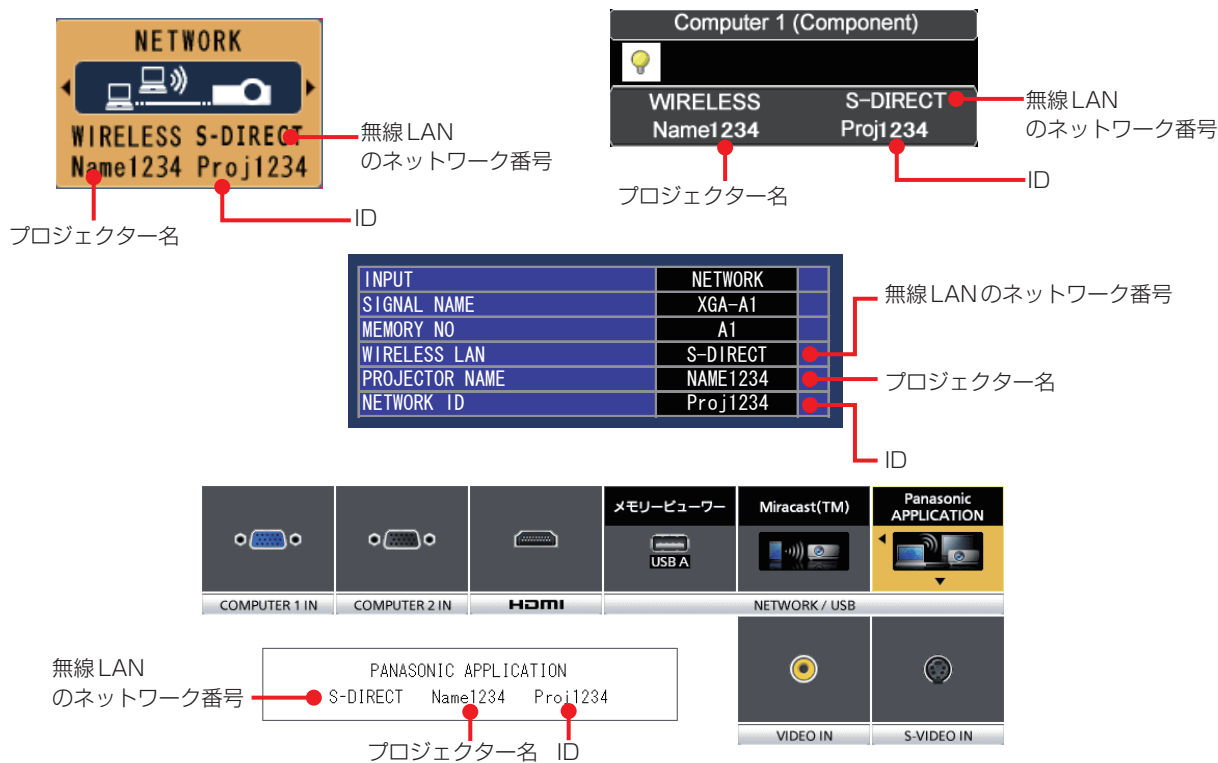 NETWORK
WIRELESS S-DIRECT
Name1234 Proj1234
無線LAN
のネットワーク番号
ID
プロジェクター名
Computer 1 (Component)
WIRELESS S-DIRECT
Name1234 Proj1234
無線LAN
のネットワーク番号
ID
プロジェクター名
INPUT NETWORK
SIGNAL NAME XGA-A1
MEMORY NO A1
WIRELESS LAN S-DIRECT
PROJECTOR NAME NAME1234
NETWORK ID Proj1234
無線LANのネットワーク番号
プロジェクター名
ID
メモリービューワー
USB A
Miracast(TM)
Panasonic
APPLICATION
COMPUTER 1 IN
COMPUTER 2 IN
HDMI
NETWORK / USB
VIDEO IN
S-VIDEO IN
無線LAN
のネットワーク番号
PANASONIC APPLICATION
S-DIRECT Name1234 Proj1234
プロジェクター名 ID